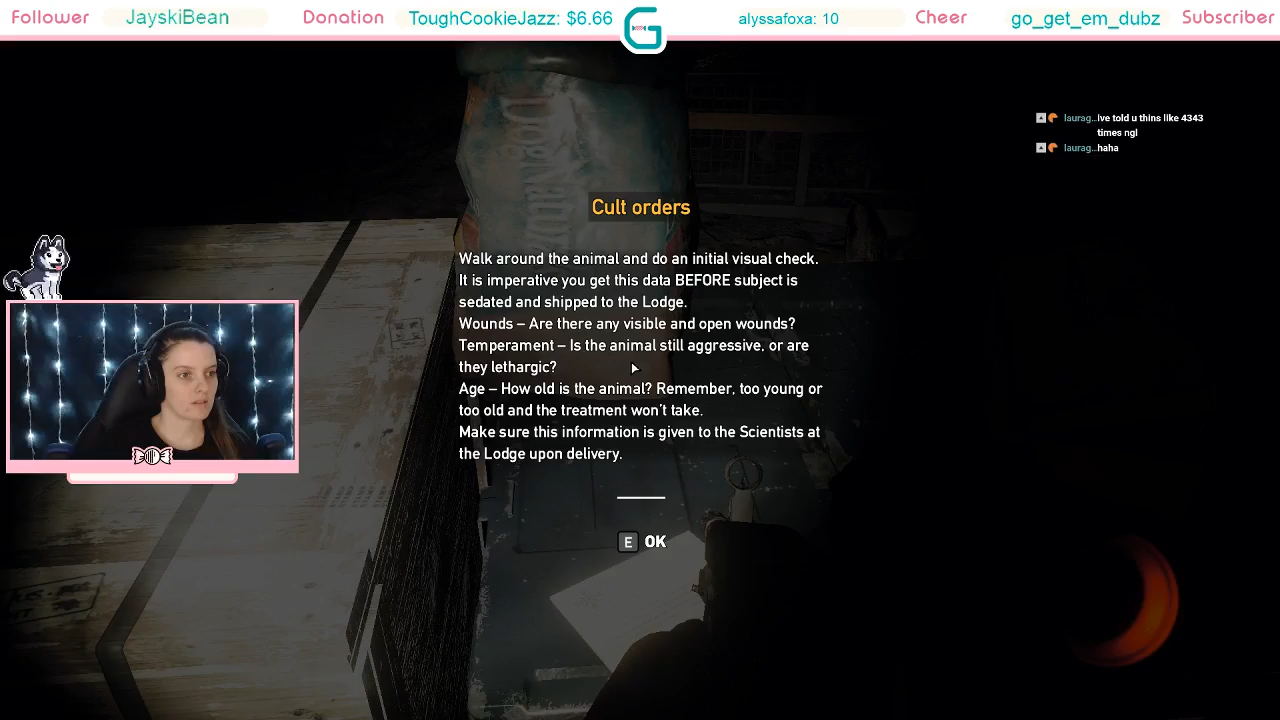 Follower JayskiBean Donation ToughCookieJazz: $6.66 G alyssafoxa: 10 Cheer go_get_em_dubz Subscriber
laurag...ive told u thins like 4343
times ngl
laurag...haha
Cult orders
Walk around the animal and do an initial visual check.
It is imperative you get this data BEFORE subject is
sedated and shipped to the Lodge.
Wounds – Are there any visible and open wounds?
Temperament – Is the animal still aggressive, or are
they lethargic?
Age – How old is the animal? Remember, too young or
too old and the treatment won't take.
Make sure this information is given to the Scientists at
the Lodge upon delivery.
E OK